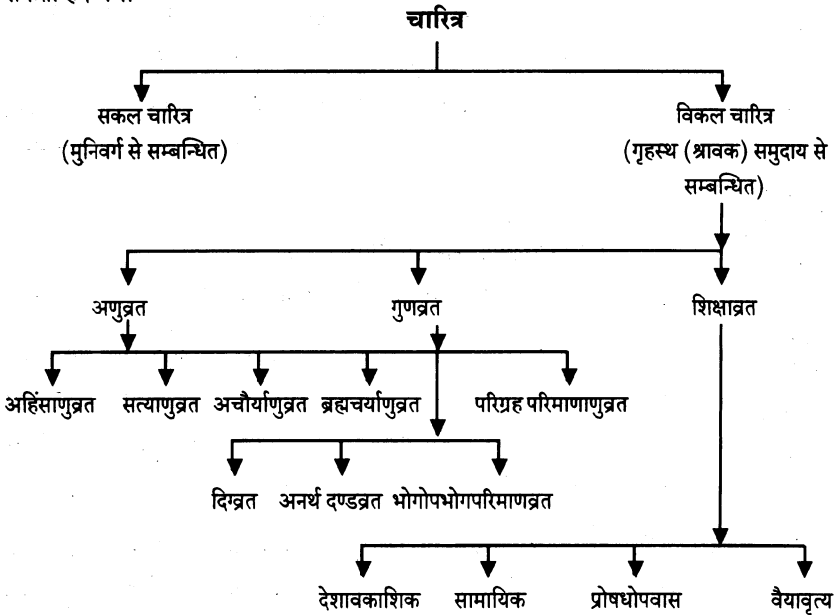 चारित्र
सकल चारित्र
(मुनिवर्ग से सम्बन्धित)
विकल चारित्र
(गृहस्थ (श्रावक) समुदाय से
सम्बन्धित)
अणुव्रत गुणव्रत शिक्षाव्रत
अहिंसाणुव्रत सत्याणुव्रत अचौर्याणुव्रत ब्रह्मचर्याणुव्रत परिग्रह परिमाणाणुव्रत
दिग्व्रत अनर्थ दण्डव्रत भोगोपभोगपरिमाणव्रत
देशावकाशिक सामायिक प्रोषधोपवास वैयावृत्य